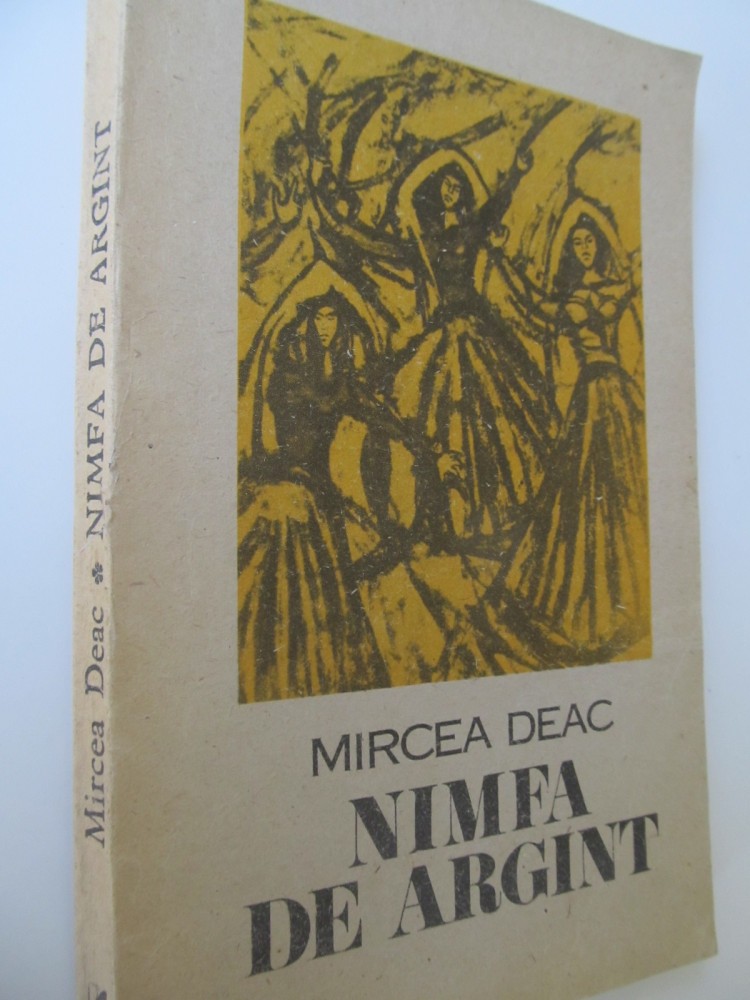 Mircea Deac * NIMFA DE ARGINT
MIRCEA DEAC
NIMFA
DE ARGINT